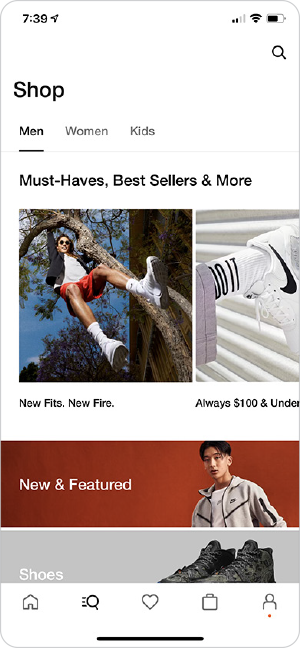 7:39
Shop
Men Women Kids
Must-Haves, Best Sellers & More
New Fits. New Fire.
Always $100 & Under
New & Featured
Shoes